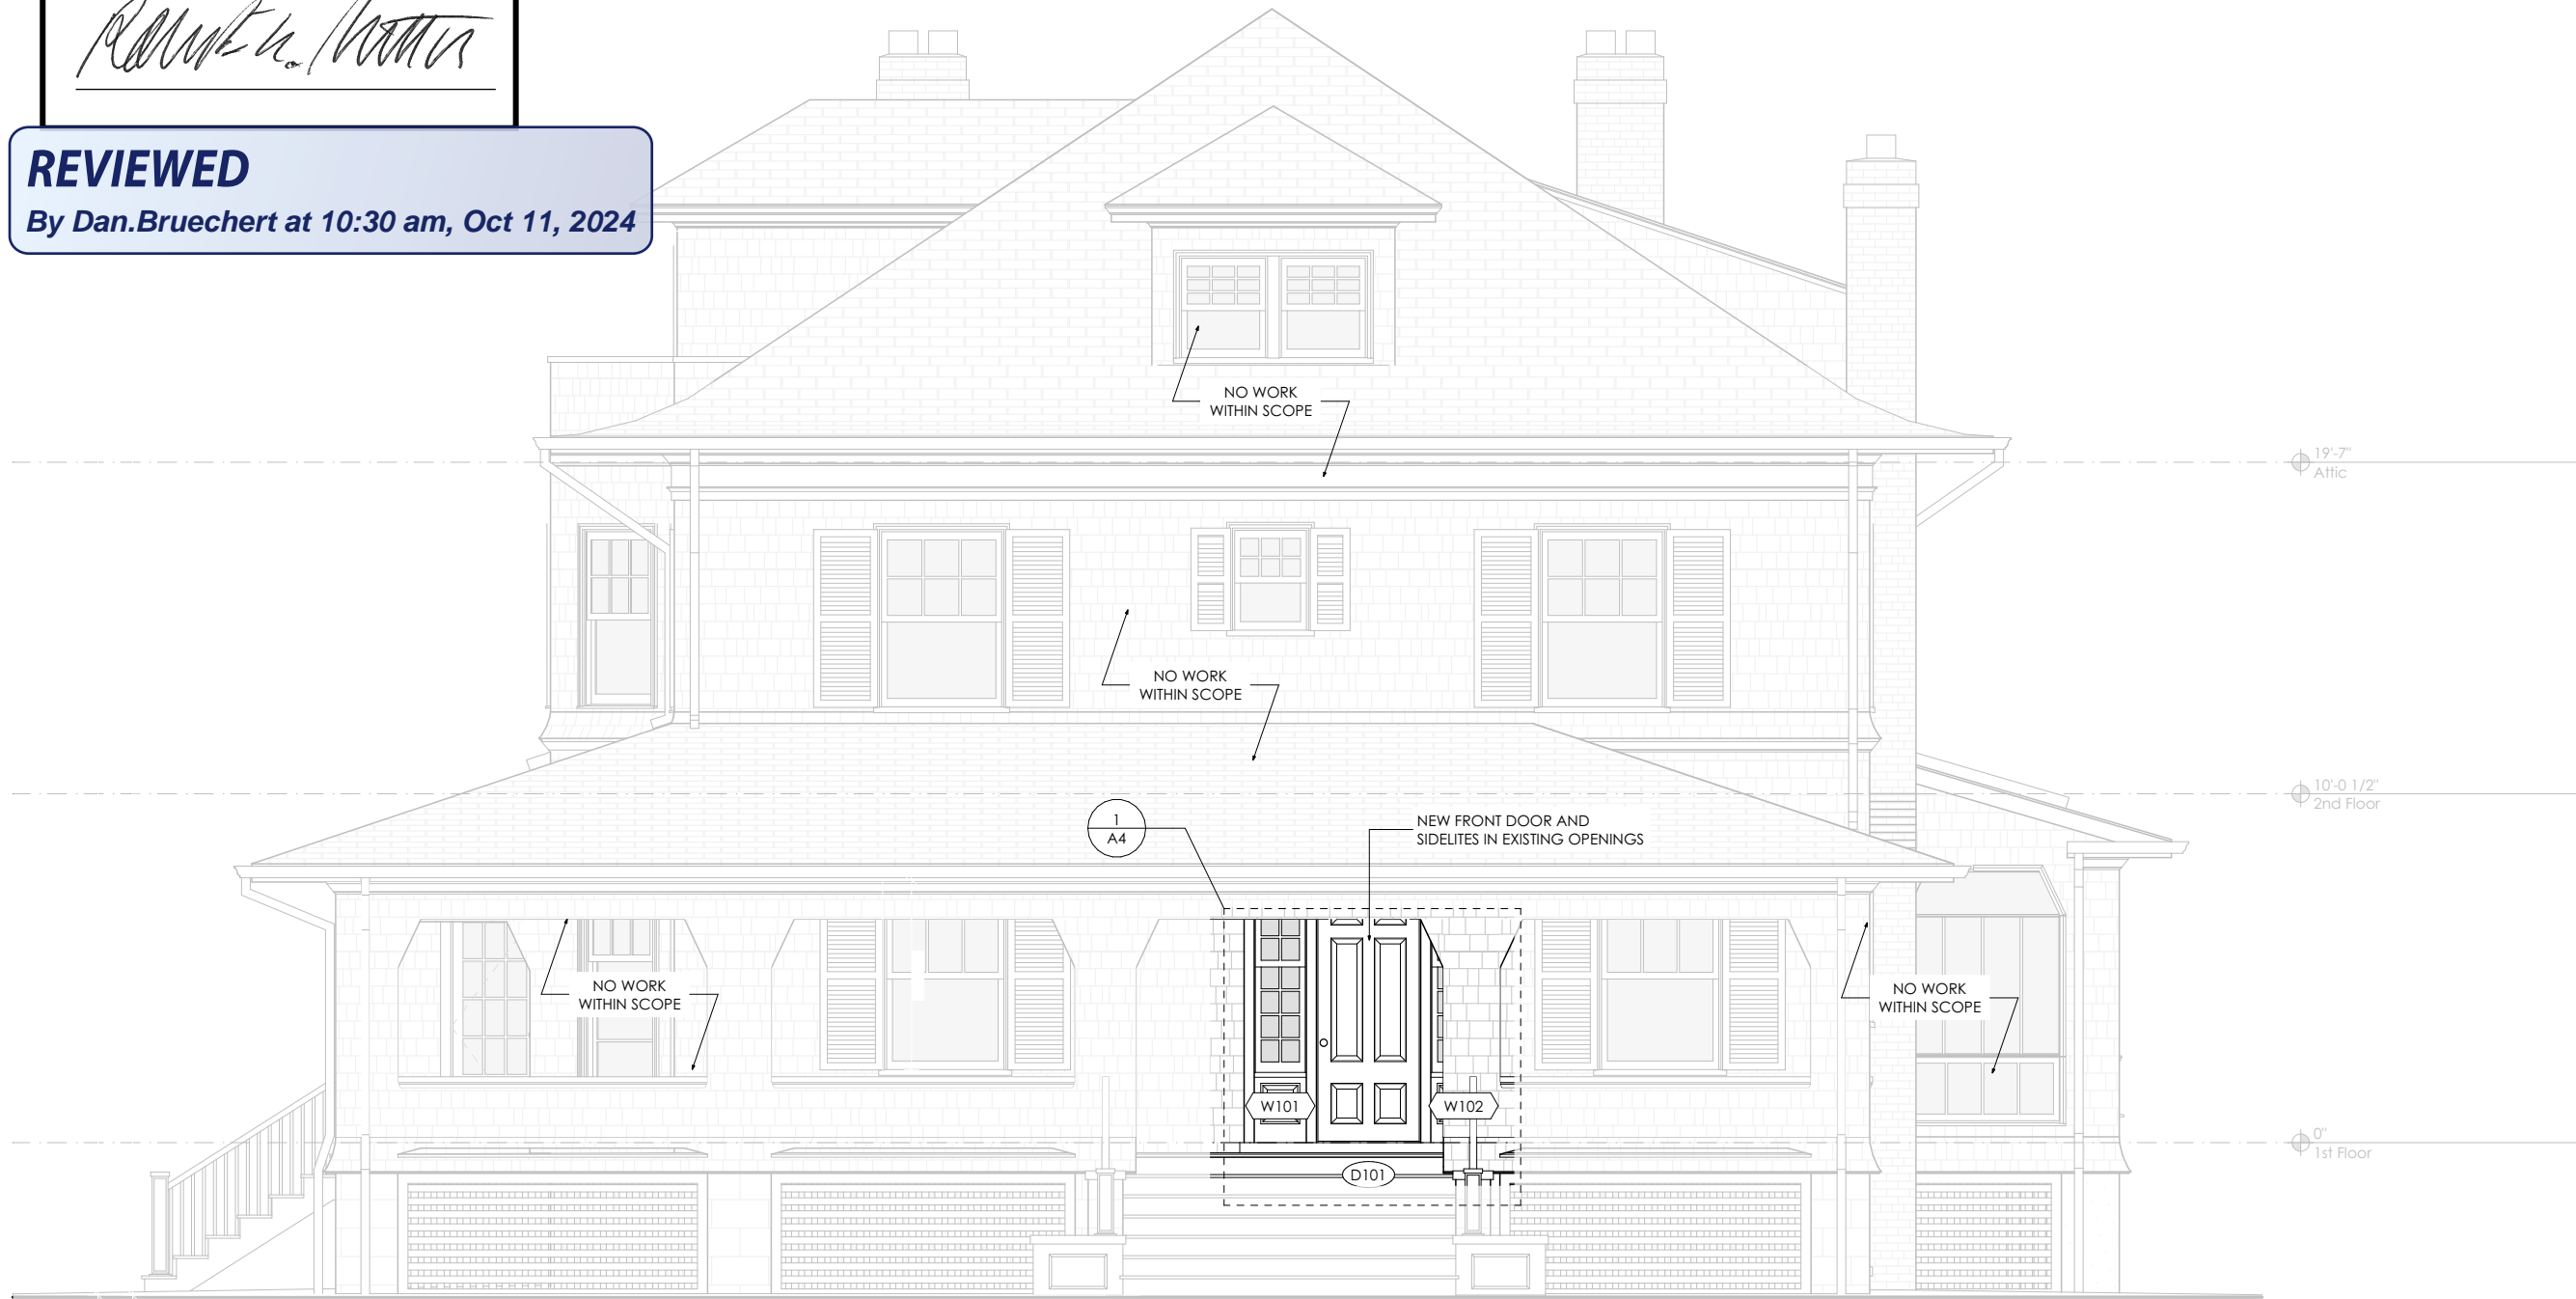 REVIEWED
By Dan.Bruechert at 10:30 am, Oct 11, 2024
NO WORK
WITHIN SCOPE
19'-7"
Attic
NO WORK
WITHIN SCOPE
10'-0 1/2"
2nd Floor
1
A4
NEW FRONT DOOR AND
SIDELITES IN EXISTING OPENINGS
NO WORK
WITHIN SCOPE
NO WORK
WITHIN SCOPE
W101
W102
0"
1st Floor
D101